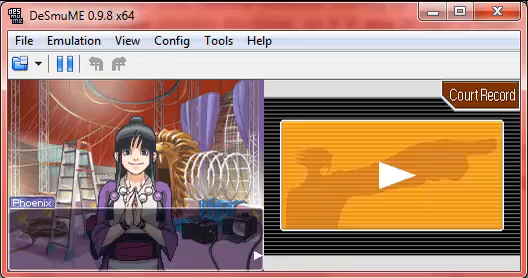 DeSmuME 0.9.8 x64
File Emulation View Config Tools Help
Court Record
Phoenix